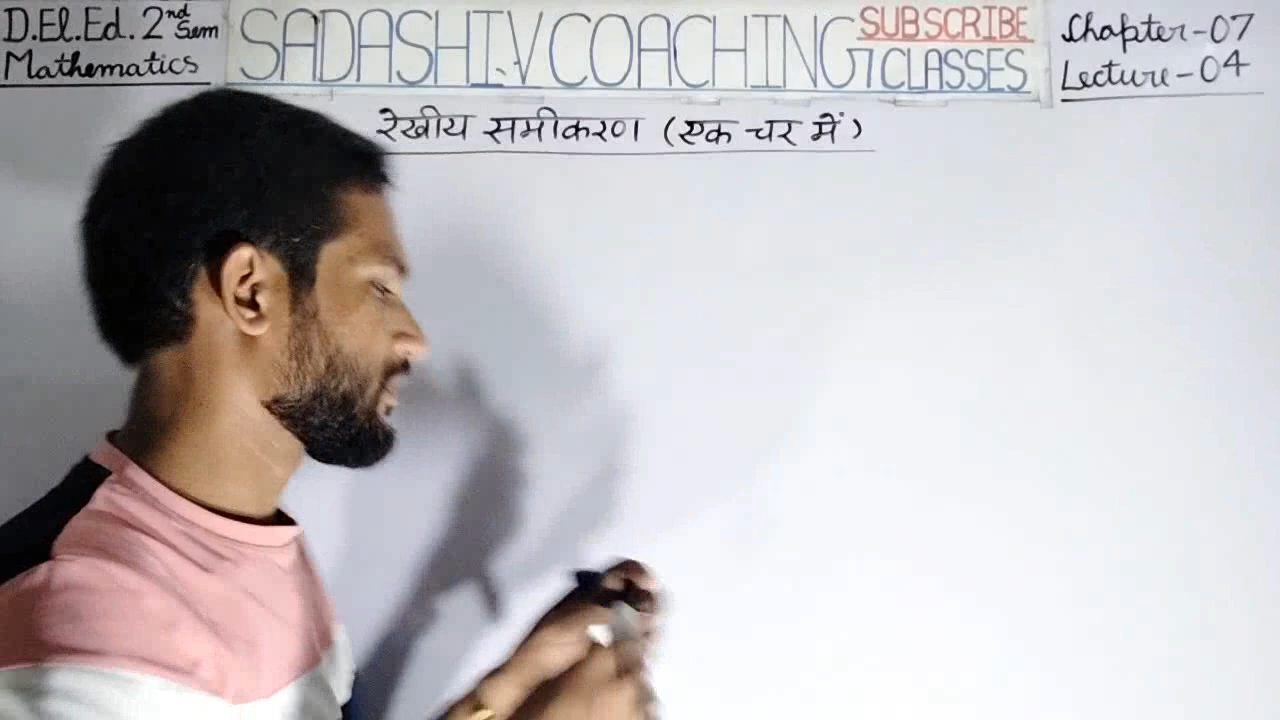 D.El.Ed. 2nd Sem
Mathematics
SADASHIV COACHING CLASSES
SUBSCRIBE
Chapter-07
Lecture-04
रेखीय समीकरण (एक चर में)